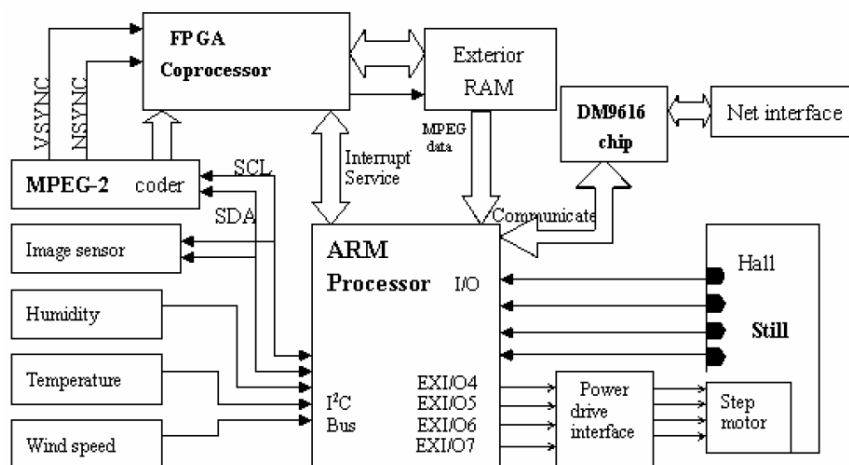 FPGA
Coprocessor
Exterior
RAM
DM9616
chip
Net interface
VSYNC
NSYNC
MPEG
data
Interrupt
Service
MPEG-2 coder
SCL
SDA
Communicate
Image sensor
ARM
Processor I/O
Hall
Still
Humidity
Temperature
Wind speed
I²C
Bus
EXI/O4
EXI/O5
EXI/O6
EXI/O7
Power
drive
interface
Step
motor